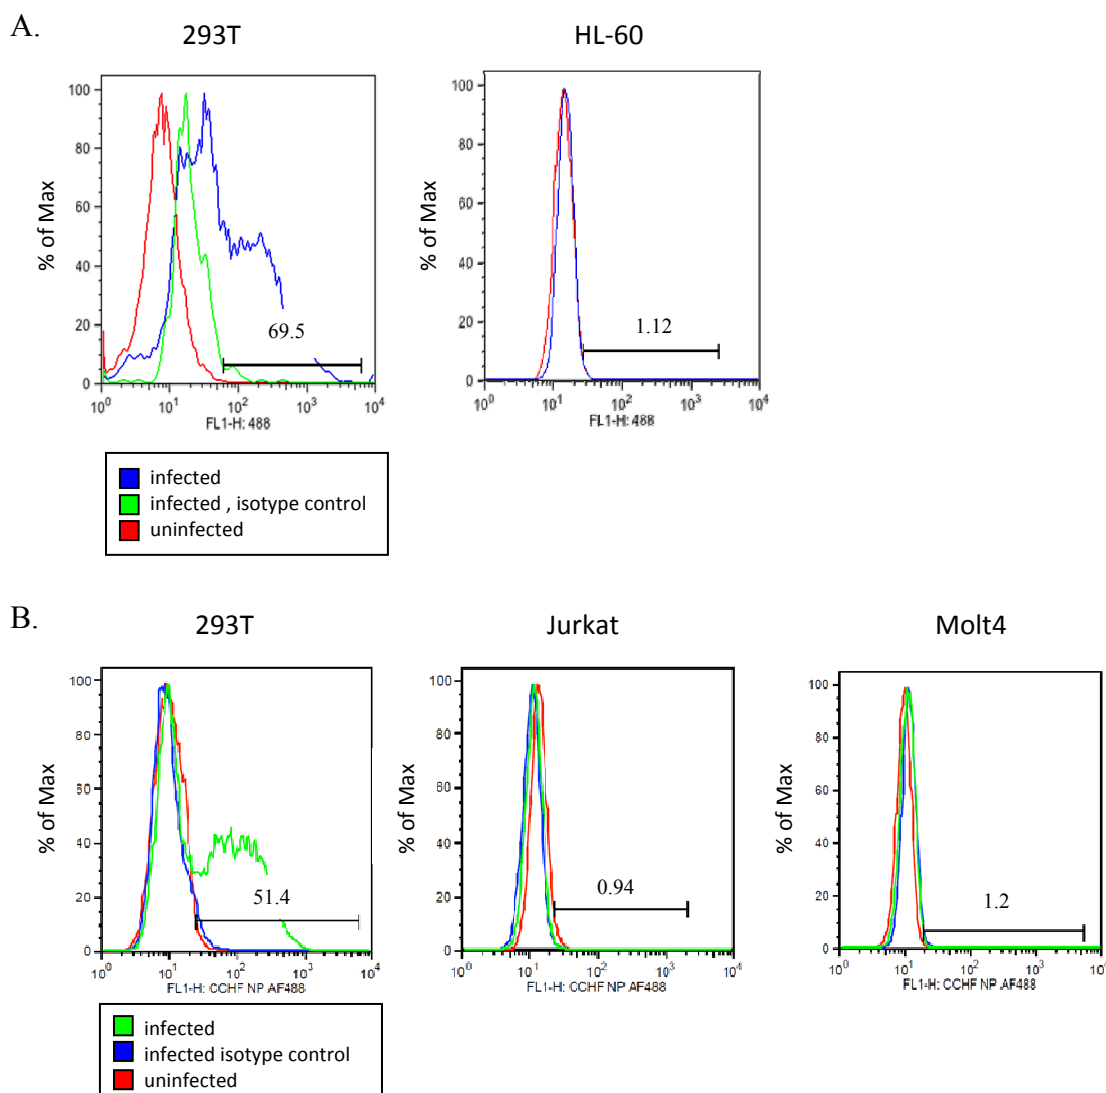 A.
293T
HL-60
100
80
60
40
20
0
% of Max
69.5
10^0 10^1 10^2 10^3 10^4
FL1-H: 488
100
80
60
40
20
0
% of Max
1.12
10^0 10^1 10^2 10^3 10^4
FL1-H: 488
infected
infected , isotype control
uninfected
B.
293T
Jurkat
Molt4
100
80
60
40
20
0
% of Max
51.4
10^0 10^1 10^2 10^3 10^4
FL1-H: CCHF NP AF488
100
80
60
40
20
0
% of Max
0.94
10^0 10^1 10^2 10^3 10^4
FL1-H: CCHF NP AF488
100
80
60
40
20
0
% of Max
1.2
10^0 10^1 10^2 10^3 10^4
FL1-H: CCHF NP AF488
infected
infected isotype control
uninfected